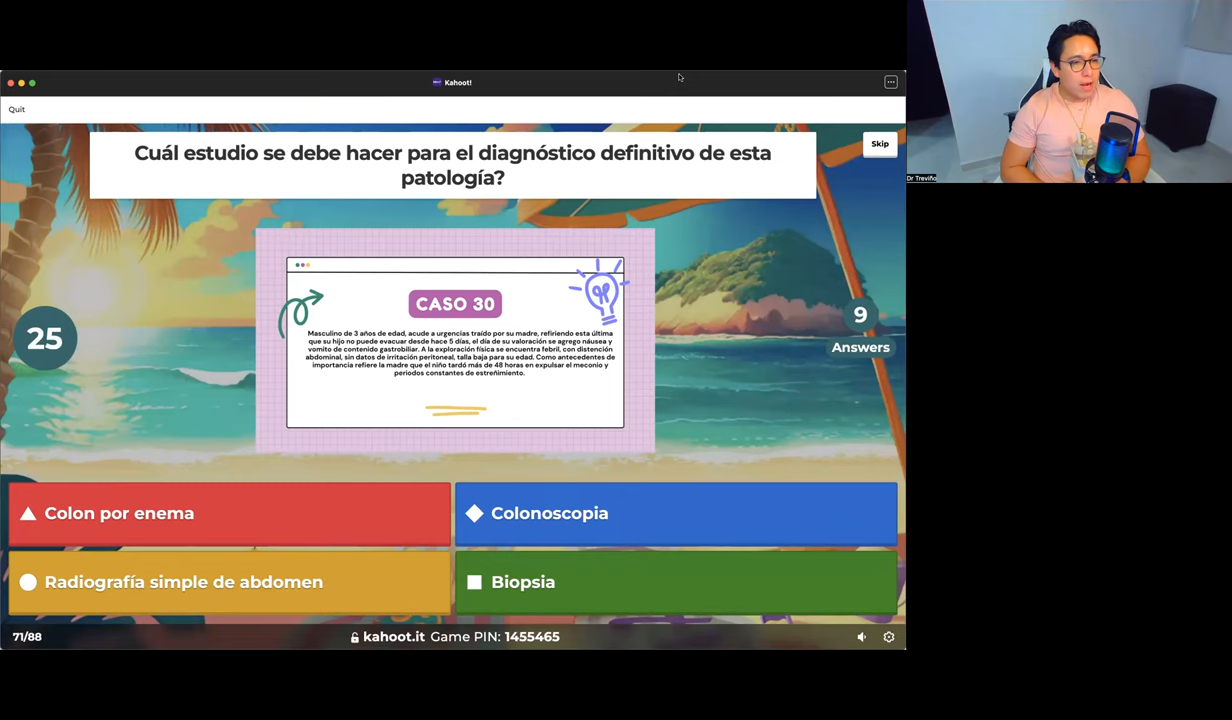 Kahoot!
Quit
Cuál estudio se debe hacer para el diagnóstico definitivo de esta
patología?
Skip
Dr Treviño
CASO 30
Masculino de 3 años de edad, acude a urgencias traído por su madre, refiriendo esta última
que su hijo no puede evacuar desde hace 5 días, el día de su valoración se agrego náusea y
vomito de contenido gastrobiliar. A la exploración física se encuentra febril, con distención
abdominal, sin datos de irritación peritoneal, talla baja para su edad. Como antecedentes de
importancia refiere la madre que el niño tardó más de 48 horas en expulsar el meconio y
periodos constantes de estreñimiento.
25
9
Answers
Colon por enema
Colonoscopia
Radiografía simple de abdomen
Biopsia
71/88
kahoot.it Game PIN: 1455465